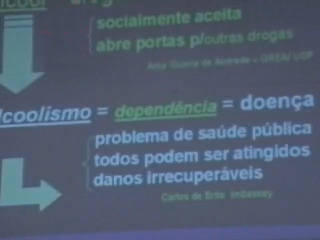 socialmente aceita
abre portas p/outras drogas
Artur Guerra de Andrade - GREA/ USP
lcoolismo = dependência = doença
problema de saúde pública
todos podem ser atingidos
danos irrecuperáveis
Carlos de Brito